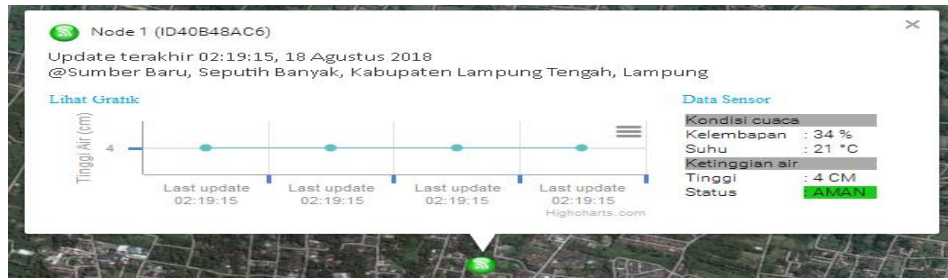 Node 1 (ID40B48AC6)
Update terakhir 02:19:15, 18 Agustus 2018
@Sumber Baru, Seputih Banyak, Kabupaten Lampung Tengah, Lampung
Lihat Grafik
Tinggi Air (cm)
4
Last update 02:19:15
Last update 02:19:15
Last update 02:19:15
Last update 02:19:15
Highcharts.com
Data Sensor
Kondisi cuaca
Kelembapan : 34 %
Suhu : 21 °C
Ketinggian air
Tinggi : 4 CM
Status : AMAN